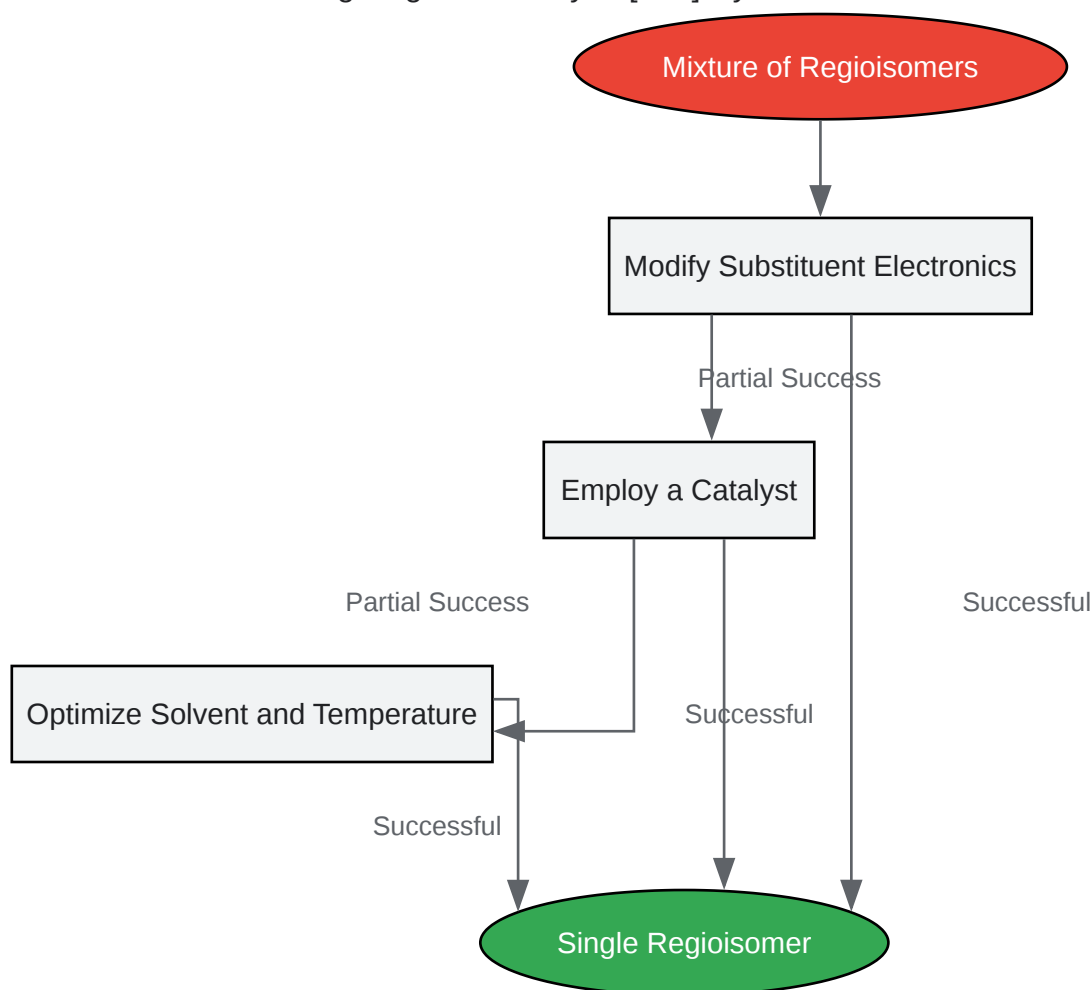 Mixture of Regioisomers
Modify Substituent Electronics
Partial Success
Employ a Catalyst
Partial Success
Successful
Optimize Solvent and Temperature
Successful
Successful
Single Regioisomer